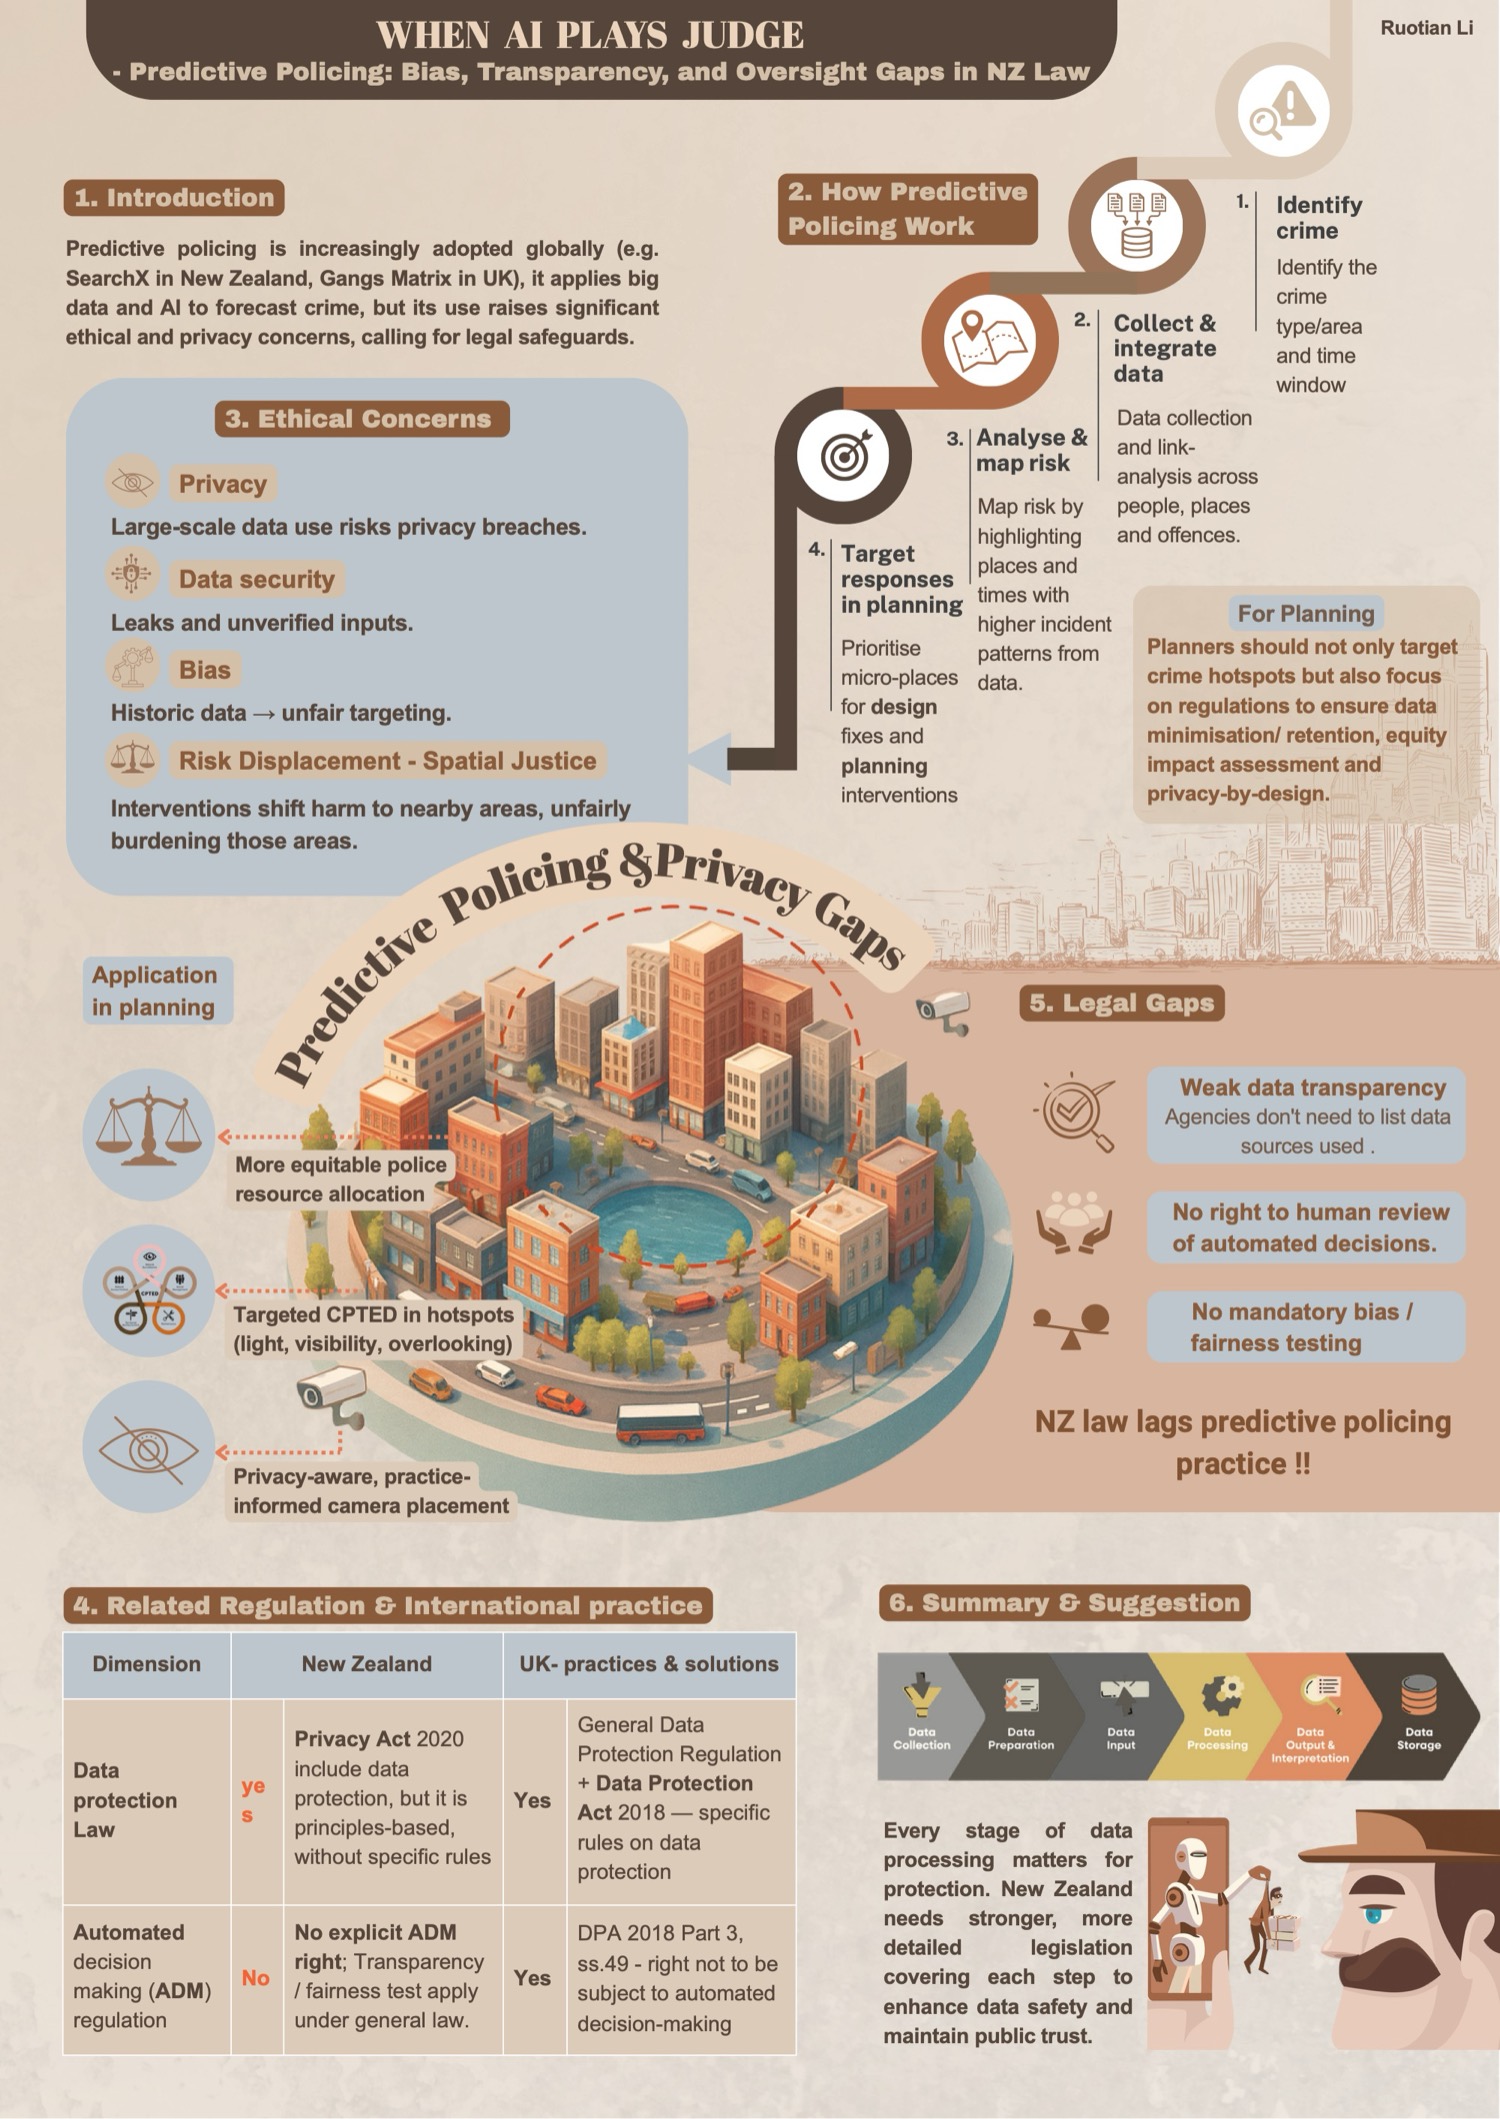 WHEN AI PLAYS JUDGE
- Predictive Policing: Bias, Transparency, and Oversight Gaps in NZ Law
Ruotian Li
1. Introduction
Predictive policing is increasingly adopted globally (e.g.
SearchX in New Zealand, Gangs Matrix in UK), it applies big
data and AI to forecast crime, but its use raises significant
ethical and privacy concerns, calling for legal safeguards.
2. How Predictive
Policing Work
1.
Identify
crime
Identify the
crime
type/area
and time
window
2.
Collect &
integrate
data
Data collection
and link-
analysis across
people, places
and offences.
3.
Analyse &
map risk
Map risk by
highlighting
places and
times with
higher incident
patterns from
data.
4.
Target
responses
in planning
Prioritise
micro-places
for design
fixes and
planning
interventions
For Planning
Planners should not only target
crime hotspots but also focus
on regulations to ensure data
minimisation/ retention, equity
impact assessment and
privacy-by-design.
3. Ethical Concerns
Privacy
Large-scale data use risks privacy breaches.
Data security
Leaks and unverified inputs.
Bias
Historic data → unfair targeting.
Risk Displacement - Spatial Justice
Interventions shift harm to nearby areas, unfairly
burdening those areas.
Predictive Policing &Privacy Gaps
Application
in planning
More equitable police
resource allocation
CPTED
Targeted CPTED in hotspots
(light, visibility, overlooking)
Privacy-aware, practice-
informed camera placement
5. Legal Gaps
Weak data transparency
Agencies don't need to list data
sources used .
No right to human review
of automated decisions.
No mandatory bias /
fairness testing
NZ law lags predictive policing
practice !!
4. Related Regulation & International practice
Dimension
New Zealand
UK- practices & solutions
Data
protection
Law
ye
s
Privacy Act 2020
include data
protection, but it is
principles-based,
without specific rules
Yes
General Data
Protection Regulation
+ Data Protection
Act 2018 — specific
rules on data
protection
Automated
decision
making (ADM)
regulation
No
No explicit ADM
right; Transparency
/ fairness test apply
under general law.
Yes
DPA 2018 Part 3,
ss.49 - right not to be
subject to automated
decision-making
6. Summary & Suggestion
Data
Collection
Data
Preparation
Data
Input
Data
Processing
Data
Output &
Interpretation
Data
Storage
Every stage of data
processing matters for
protection. New Zealand
needs stronger, more
detailed legislation
covering each step to
enhance data safety and
maintain public trust.